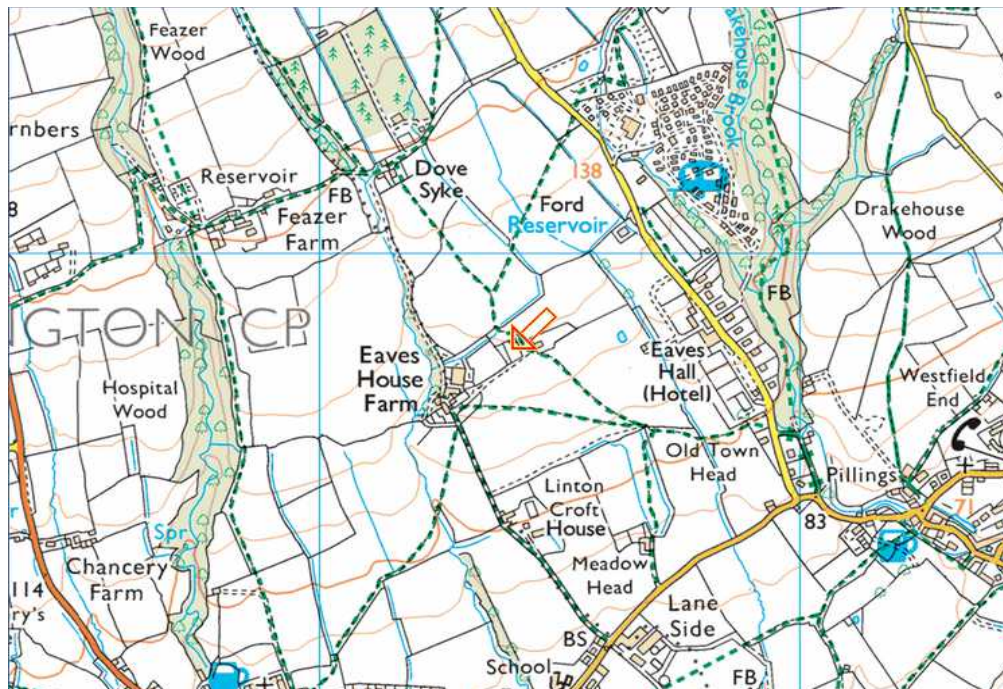 Feazer
Wood
rnbers
Reservoir
Feazer
Farm
FB
Dove
Syke
138
Ford
Reservoir
Drakehouse Brook
Drakehouse
Wood
8
NGTON CP
Hospital
Wood
Eaves
House
Farm
FB
Eaves
Hall
(Hotel)
Westfield
End
Old Town
Head
Pillings
83
71
Linton
Croft
House
Spr
Chancery
Farm
114
ry's
Meadow
Head
Lane
Side
BS
School
FB